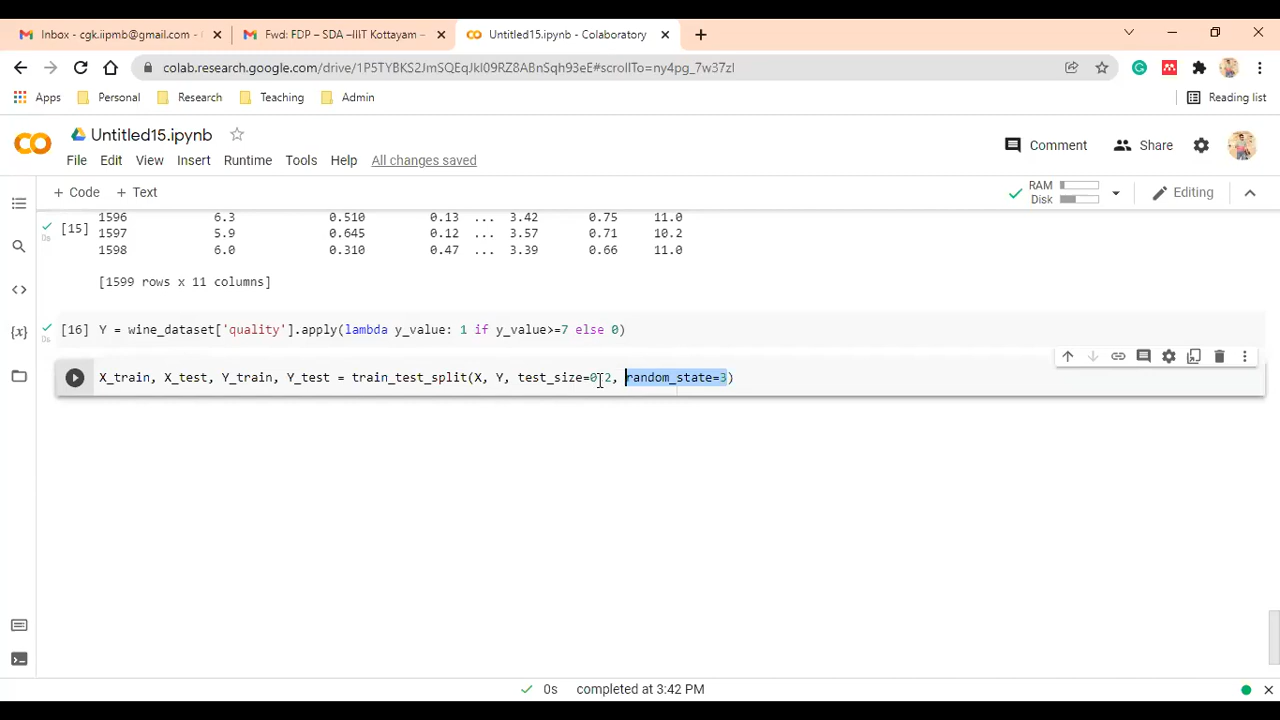 Inbox - cgk.iipmb@gmail.com -
Fwd: FDP – SDA –IIIT Kottayam –
Untitled15.ipynb - Colaboratory
colab.research.google.com/drive/1P5TYBKS2JmSQEqJkl09RZ8ABnSqh93eE#scrollTo=ny4pg_7w37zl
Apps Personal Research Teaching Admin Reading list
CO Untitled15.ipynb
File Edit View Insert Runtime Tools Help All changes saved
Comment Share
+ Code + Text
RAM
Disk
Editing
1596 6.3 0.510 0.13 ... 3.42 0.75 11.0
[15] 1597 5.9 0.645 0.12 ... 3.57 0.71 10.2
1598 6.0 0.310 0.47 ... 3.39 0.66 11.0
[1599 rows x 11 columns]
[16] Y = wine_dataset['quality'].apply(lambda y_value: 1 if y_value>=7 else 0)
X_train, X_test, Y_train, Y_test = train_test_split(X, Y, test_size=0.2, random_state=3)
0s completed at 3:42 PM